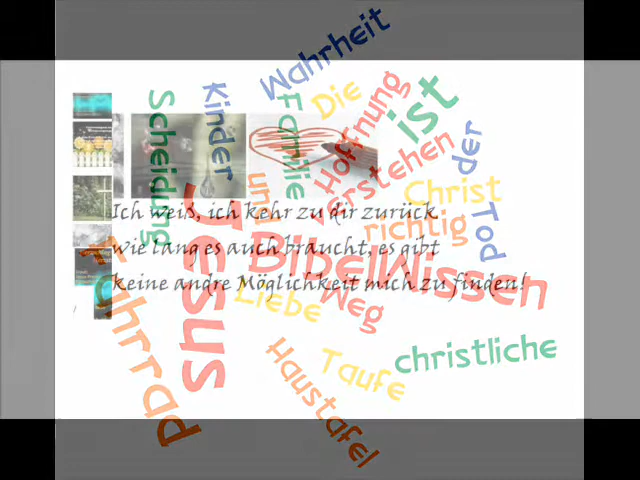 Wahrheit
Die
Hoffnung
ist
Scheidung
Kinder
Familie
verstehen
der
und
Christ
Tod
richtig
Ich weiß, ich kehr zu dir zurück,
wie lang es auch braucht, es gibt
keine andre Möglichkeit mich zu finden!
Jesus
BibelWissen
Liebe
Weg
Fahrrad
christliche
Taufe
Haustafel